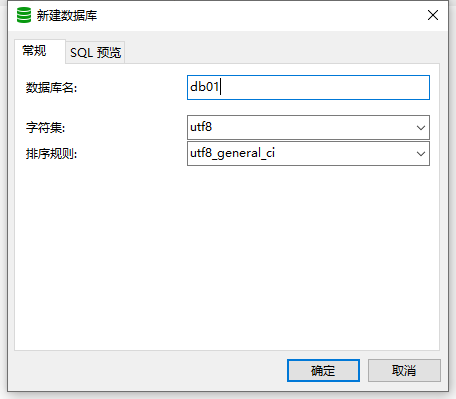 新建数据库
常规 SQL 预览
数据库名: db01
字符集: utf8
排序规则: utf8_general_ci
确定 取消